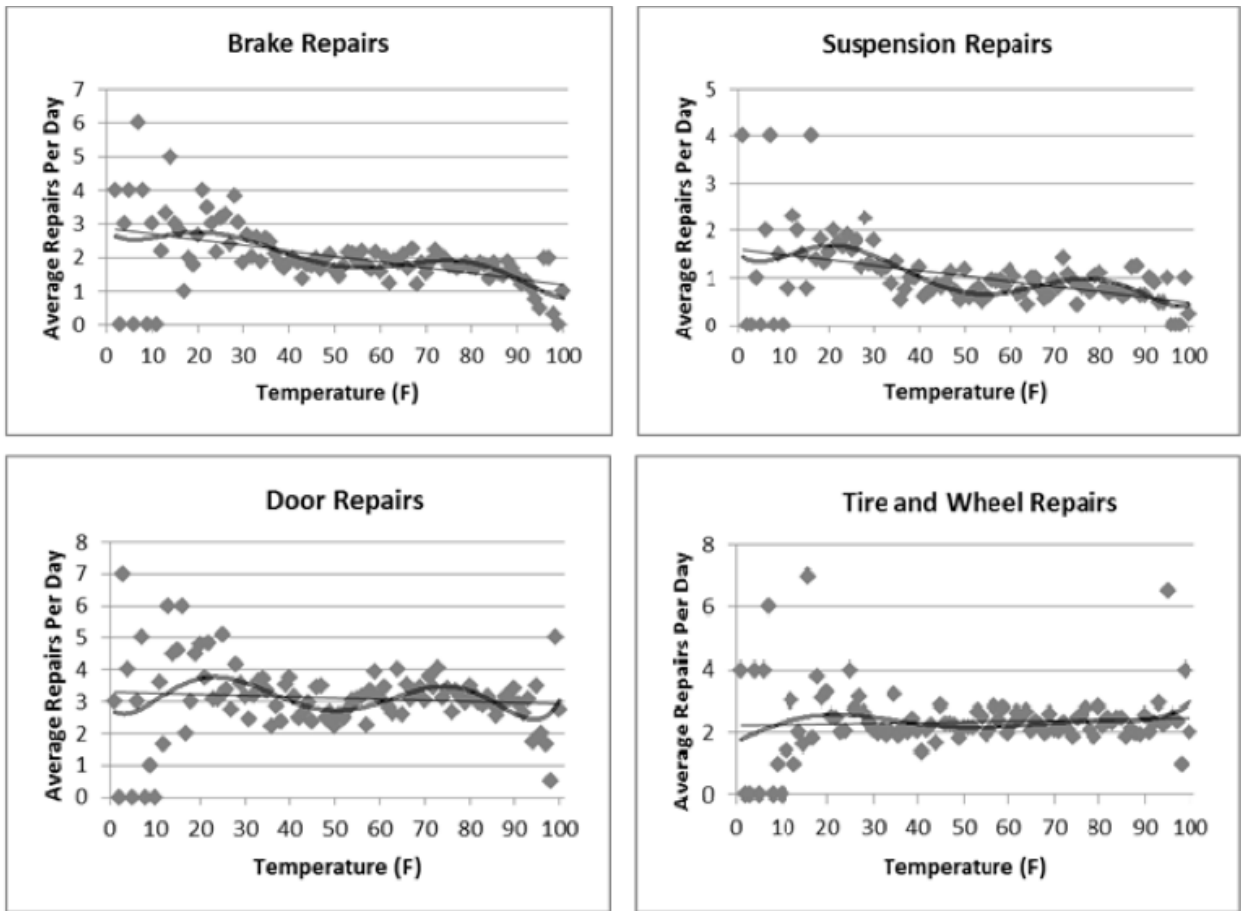 Brake Repairs
Average Repairs Per Day
7
6
5
4
3
2
1
0
0 10 20 30 40 50 60 70 80 90 100
Temperature (F)
Suspension Repairs
Average Repairs Per Day
5
4
3
2
1
0
0 10 20 30 40 50 60 70 80 90 100
Temperature (F)
Door Repairs
Average Repairs Per Day
8
7
6
5
4
3
2
1
0
0 10 20 30 40 50 60 70 80 90 100
Temperature (F)
Tire and Wheel Repairs
Average Repairs Per Day
8
6
4
2
0
0 10 20 30 40 50 60 70 80 90 100
Temperature (F)